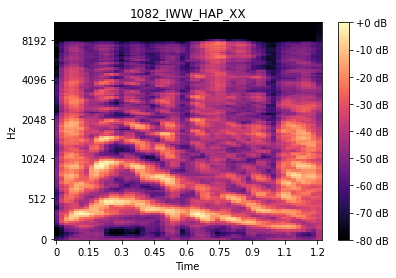 1082_IWW_HAP_XX
+0 dB
8192
-10 dB
4096
-20 dB
-30 dB
2048
Hz
-40 dB
1024
-50 dB
512
-60 dB
-70 dB
0
-80 dB
0 0.15 0.3 0.45 0.6 0.75 0.9 1.1 1.2
Time